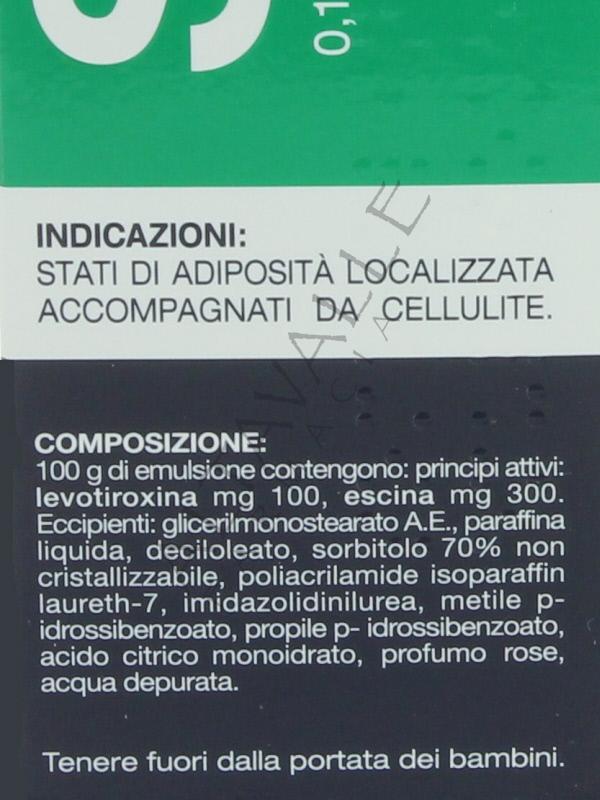 S
0,1
INDICAZIONI:
STATI DI ADIPOSITÀ LOCALIZZATA
ACCOMPAGNATI DA CELLULITE.
COMPOSIZIONE:
100 g di emulsione contengono: principi attivi:
levotiroxina mg 100, escina mg 300.
Eccipienti: glicerilmonostearato A.E., paraffina
liquida, deciloleato, sorbitolo 70% non
cristallizzabile, poliacrilamide isoparaffin
laureth-7, imidazolidinilurea, metile p-
idrossibenzoato, propile p- idrossibenzoato,
acido citrico monoidrato, profumo rose,
acqua depurata.
Tenere fuori dalla portata dei bambini.